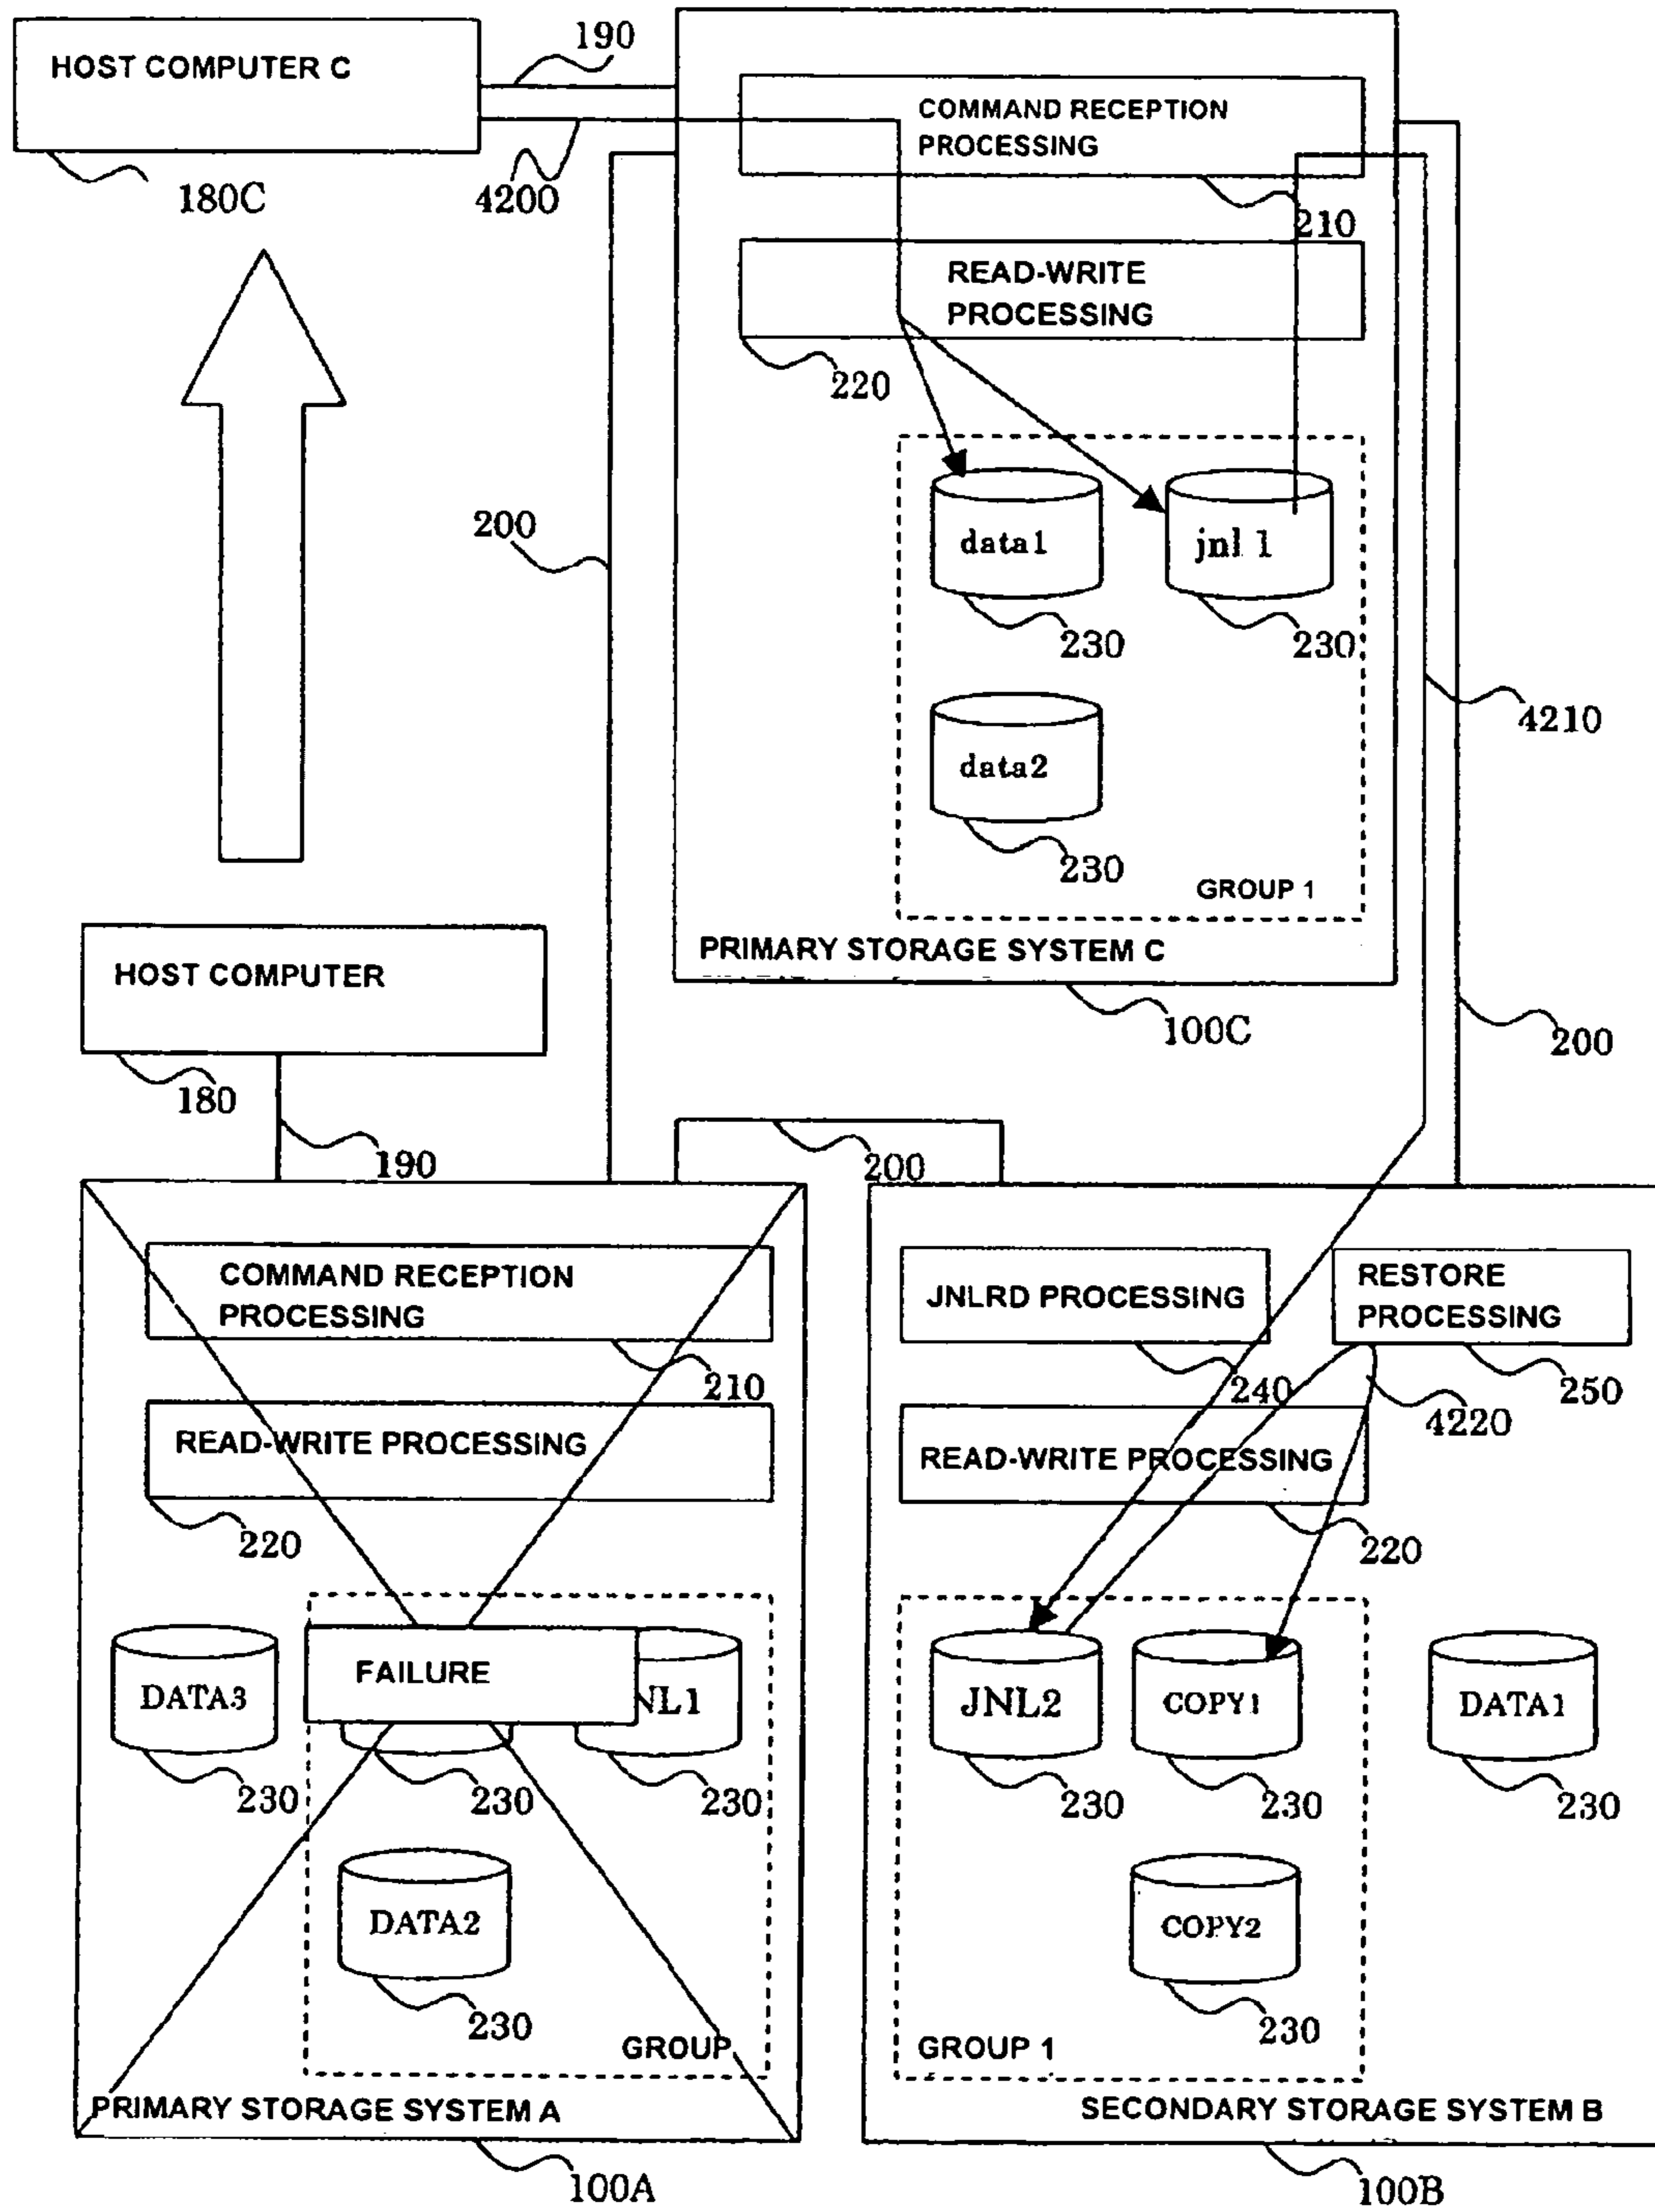 HOST COMPUTER C
180C
190
4200
COMMAND RECEPTION
PROCESSING
210
READ-WRITE
PROCESSING
220
data1
230
jnl 1
230
data2
230
GROUP 1
PRIMARY STORAGE SYSTEM C
100C
200
4210
200
HOST COMPUTER
180
190
200
COMMAND RECEPTION
PROCESSING
210
READ-WRITE PROCESSING
220
DATA3
230
FAILURE
230
NL1
230
DATA2
230
GROUP
PRIMARY STORAGE SYSTEM A
100A
JNLRD PROCESSING
240
RESTORE
PROCESSING
250
4220
READ-WRITE PROCESSING
220
JNL2
230
COPY1
230
DATA1
230
COPY2
230
GROUP 1
SECONDARY STORAGE SYSTEM B
100B